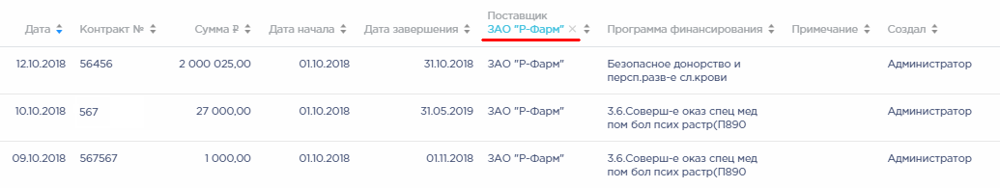 Поставщик
Дата Контракт № Сумма ₽ Дата начала Дата завершения ЗАО "Р-Фарм" × Программа финансирования Примечание Создал
12.10.2018 56456 2 000 025,00 01.10.2018 31.10.2018 ЗАО "Р-Фарм" Безопасное донорство и Администратор
персп.разв-е сл.крови
10.10.2018 567 27 000,00 01.10.2018 31.05.2019 ЗАО "Р-Фарм" 3.6.Соверш-е оказ спец мед Администратор
пом бол псих растр(П890
09.10.2018 567567 1 000,00 01.10.2018 01.11.2018 ЗАО "Р-Фарм" 3.6.Соверш-е оказ спец мед Администратор
пом бол псих растр(П890